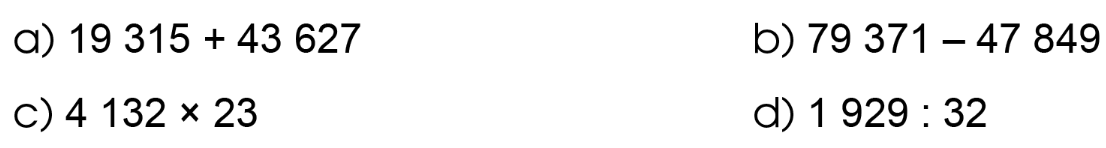 a) 19 315 + 43 627 b) 79 371 – 47 849
c) 4 132 × 23 d) 1 929 : 32